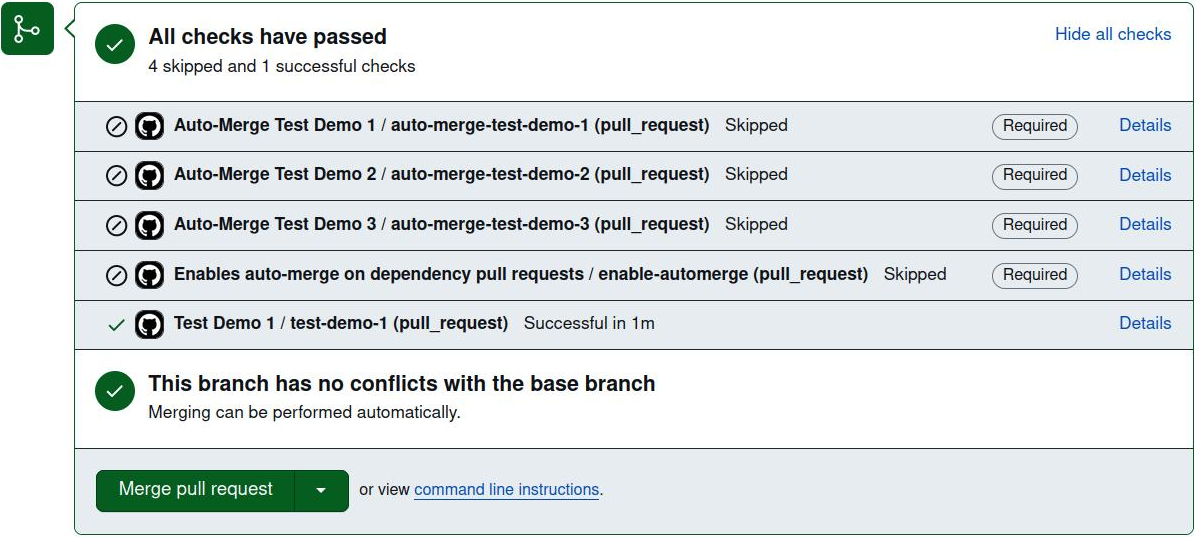 All checks have passed
Hide all checks
4 skipped and 1 successful checks
Auto-Merge Test Demo 1 / auto-merge-test-demo-1 (pull_request) Skipped Required Details
Auto-Merge Test Demo 2 / auto-merge-test-demo-2 (pull_request) Skipped Required Details
Auto-Merge Test Demo 3 / auto-merge-test-demo-3 (pull_request) Skipped Required Details
Enables auto-merge on dependency pull requests / enable-automerge (pull_request) Skipped Required Details
Test Demo 1 / test-demo-1 (pull_request) Successful in 1m Details
This branch has no conflicts with the base branch
Merging can be performed automatically.
Merge pull request or view command line instructions.